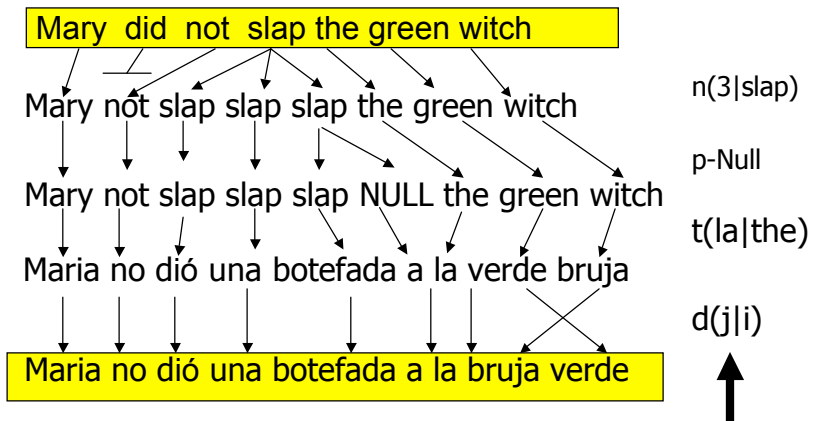 Mary did not slap the green witch
n(3|slap)
Mary not slap slap slap the green witch
p-Null
Mary not slap slap slap NULL the green witch
t(la|the)
Maria no dió una botefada a la verde bruja
d(j|i)
Maria no dió una botefada a la bruja verde